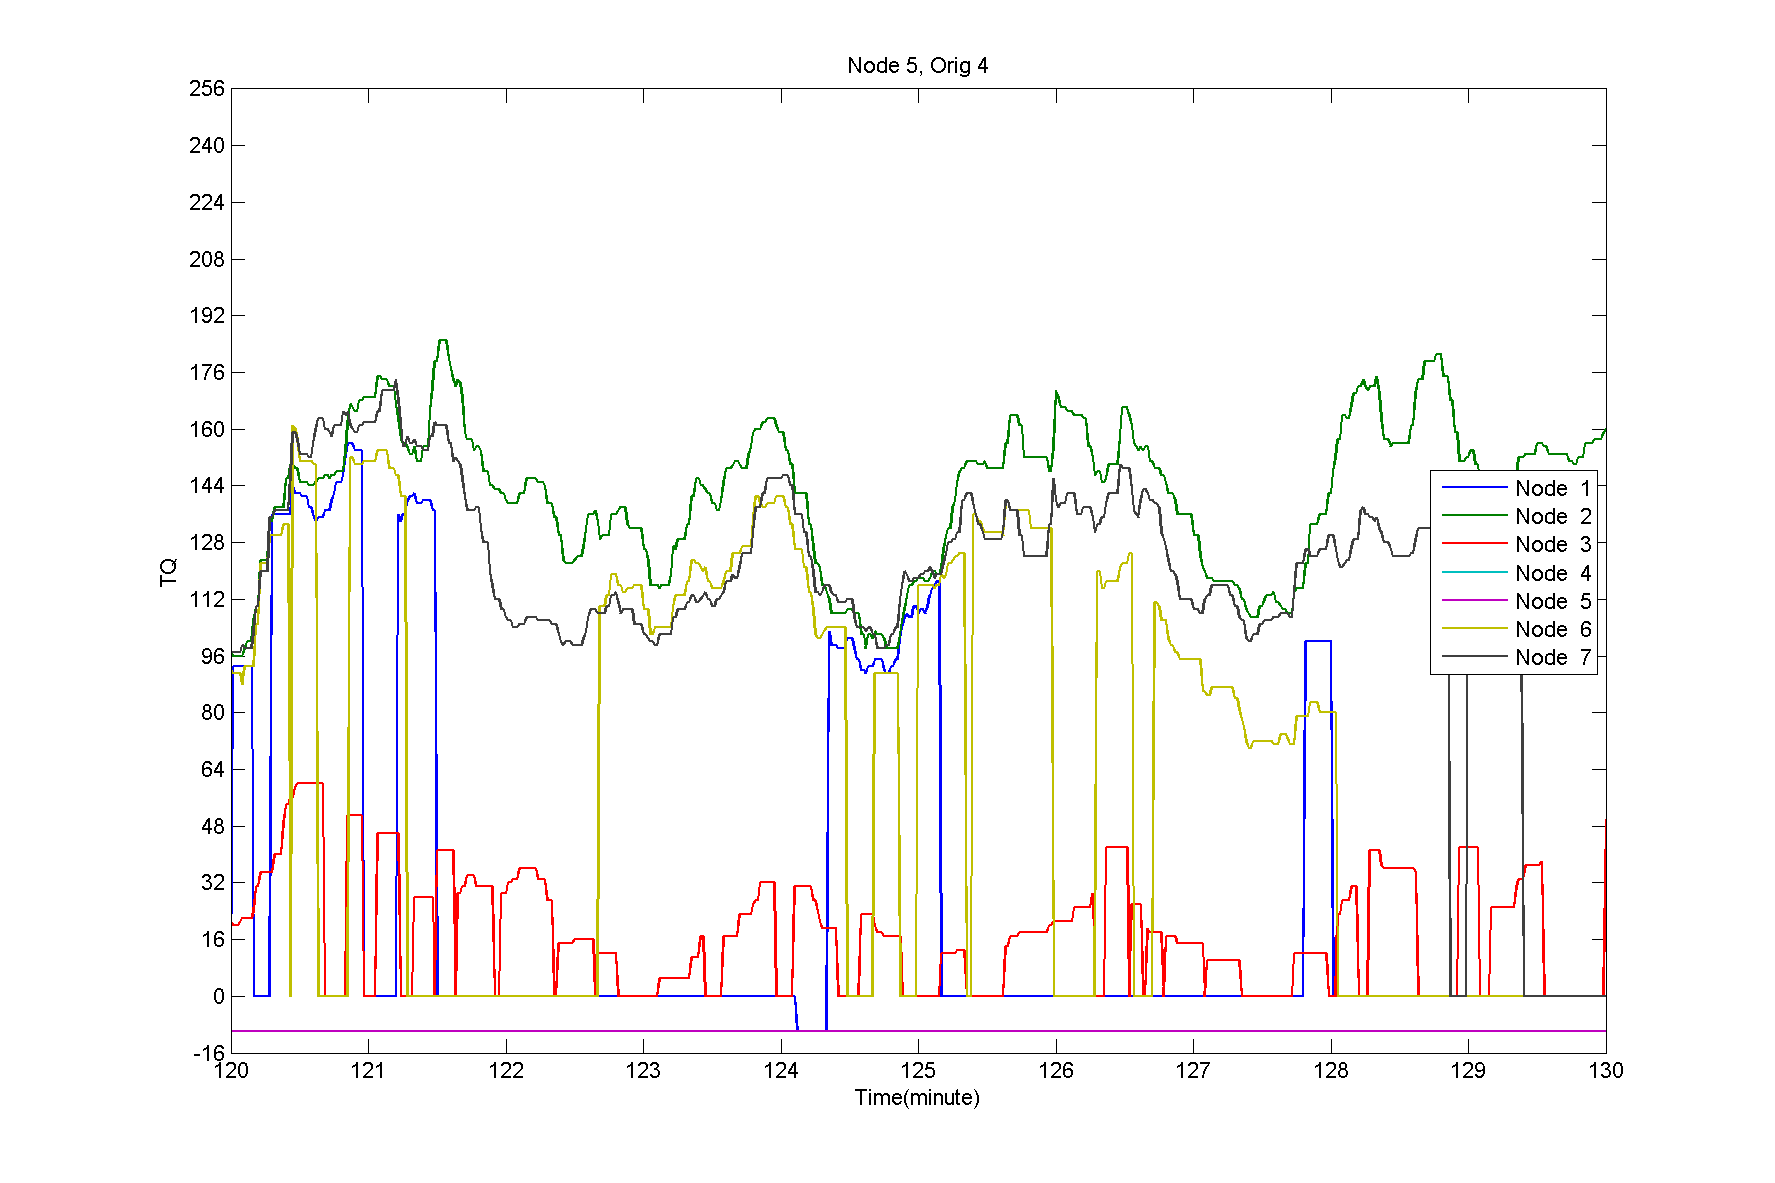 Node 5, Orig 4
256
240
224
208
192
176
160
144
128
112
96
80
64
48
32
16
0
-16
TQ
Node 1
Node 2
Node 3
Node 4
Node 5
Node 6
Node 7
120 121 122 123 124 125 126 127 128 129 130
Time(minute)